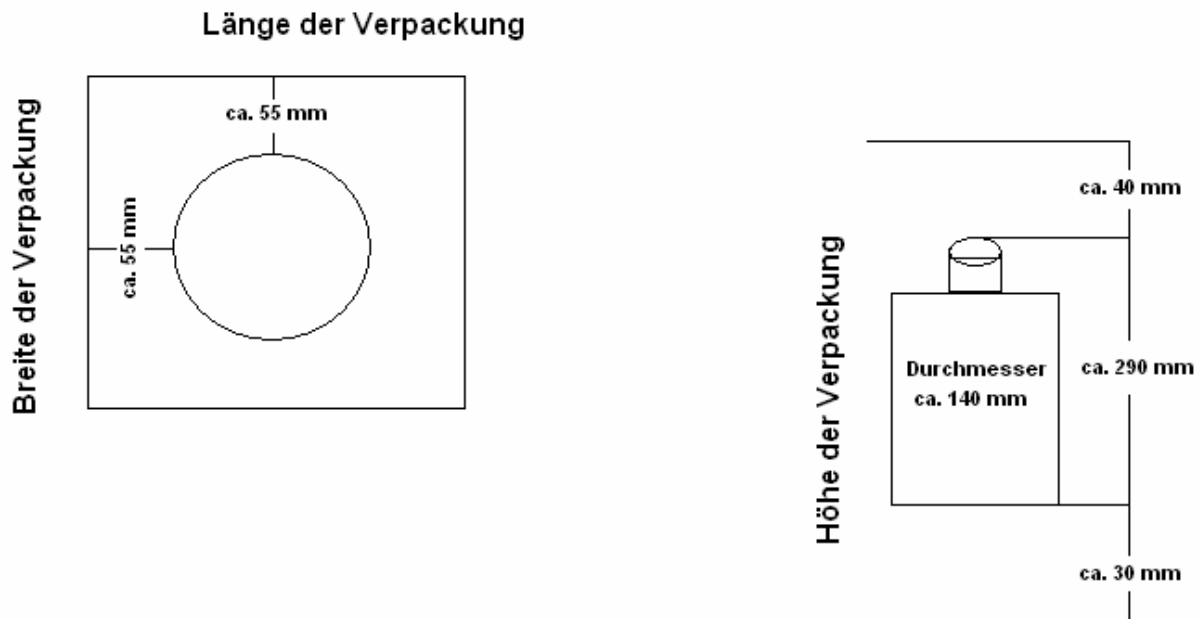 Länge der Verpackung
Breite der Verpackung
ca. 55 mm
ca. 55 mm
Höhe der Verpackung
ca. 40 mm
Durchmesser
ca. 140 mm
ca. 290 mm
ca. 30 mm